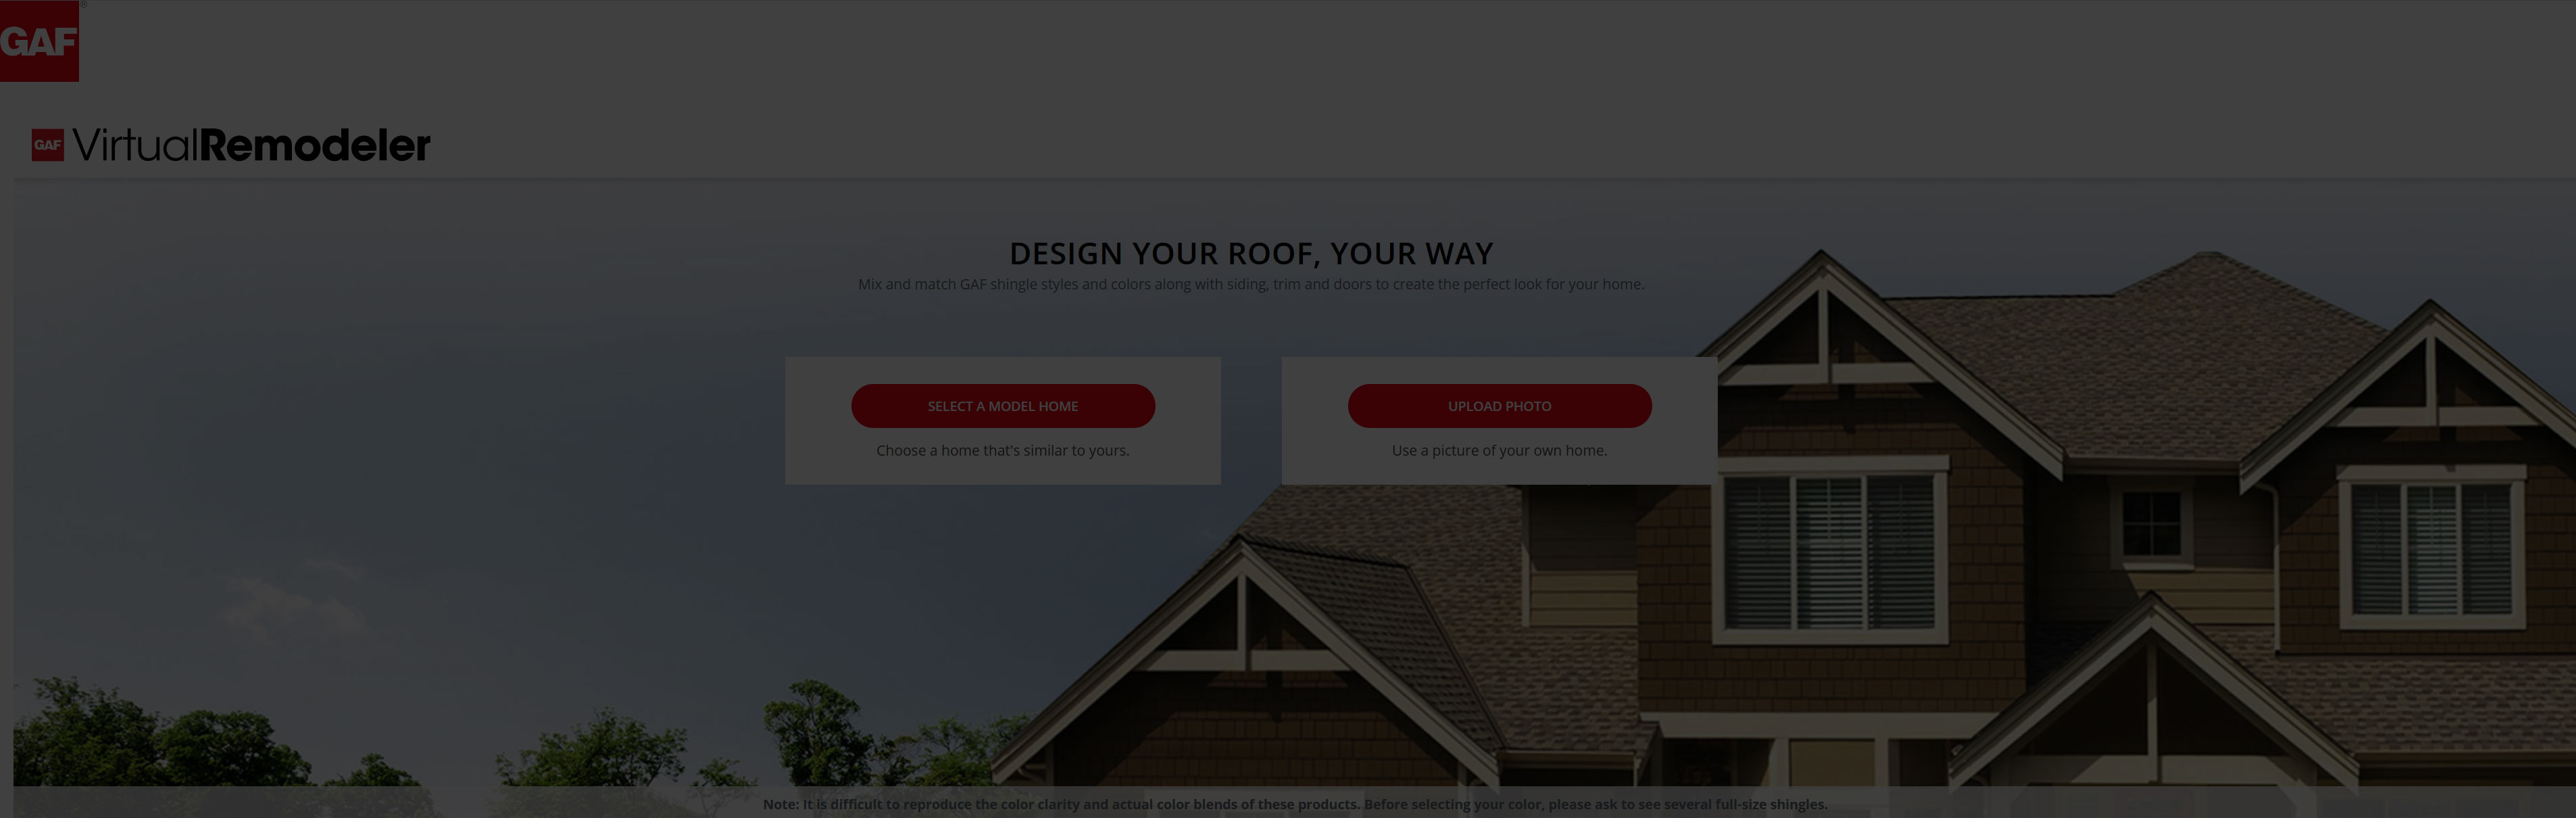 GAF®
GAF VirtualRemodeler
DESIGN YOUR ROOF, YOUR WAY
Mix and match GAF shingle styles and colors along with siding, trim and doors to create the perfect look for your home.
SELECT A MODEL HOME
Choose a home that's similar to yours.
UPLOAD PHOTO
Use a picture of your own home.
Note: It is difficult to reproduce the color clarity and actual color blends of these products. Before selecting your color, please ask to see several full-size shingles.